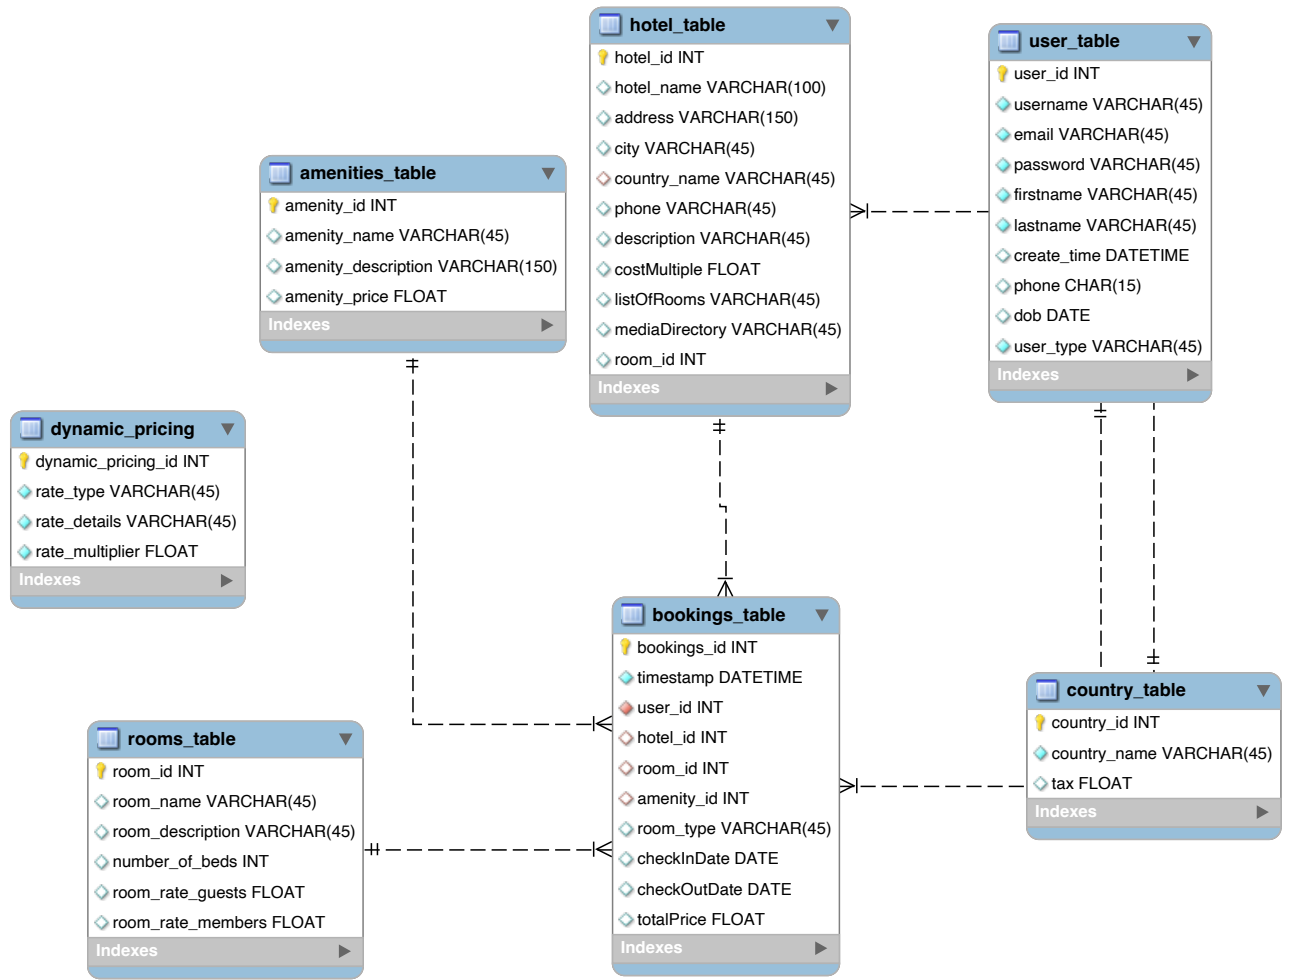 hotel_table
hotel_id INT
hotel_name VARCHAR(100)
address VARCHAR(150)
city VARCHAR(45)
country_name VARCHAR(45)
phone VARCHAR(45)
description VARCHAR(45)
costMultiple FLOAT
listOfRooms VARCHAR(45)
mediaDirectory VARCHAR(45)
room_id INT
Indexes
user_table
user_id INT
username VARCHAR(45)
email VARCHAR(45)
password VARCHAR(45)
firstname VARCHAR(45)
lastname VARCHAR(45)
create_time DATETIME
phone CHAR(15)
dob DATE
user_type VARCHAR(45)
Indexes
amenities_table
amenity_id INT
amenity_name VARCHAR(45)
amenity_description VARCHAR(150)
amenity_price FLOAT
Indexes
dynamic_pricing
dynamic_pricing_id INT
rate_type VARCHAR(45)
rate_details VARCHAR(45)
rate_multiplier FLOAT
Indexes
bookings_table
bookings_id INT
timestamp DATETIME
user_id INT
hotel_id INT
room_id INT
amenity_id INT
room_type VARCHAR(45)
checkInDate DATE
checkOutDate DATE
totalPrice FLOAT
Indexes
country_table
country_id INT
country_name VARCHAR(45)
tax FLOAT
Indexes
rooms_table
room_id INT
room_name VARCHAR(45)
room_description VARCHAR(45)
number_of_beds INT
room_rate_guests FLOAT
room_rate_members FLOAT
Indexes